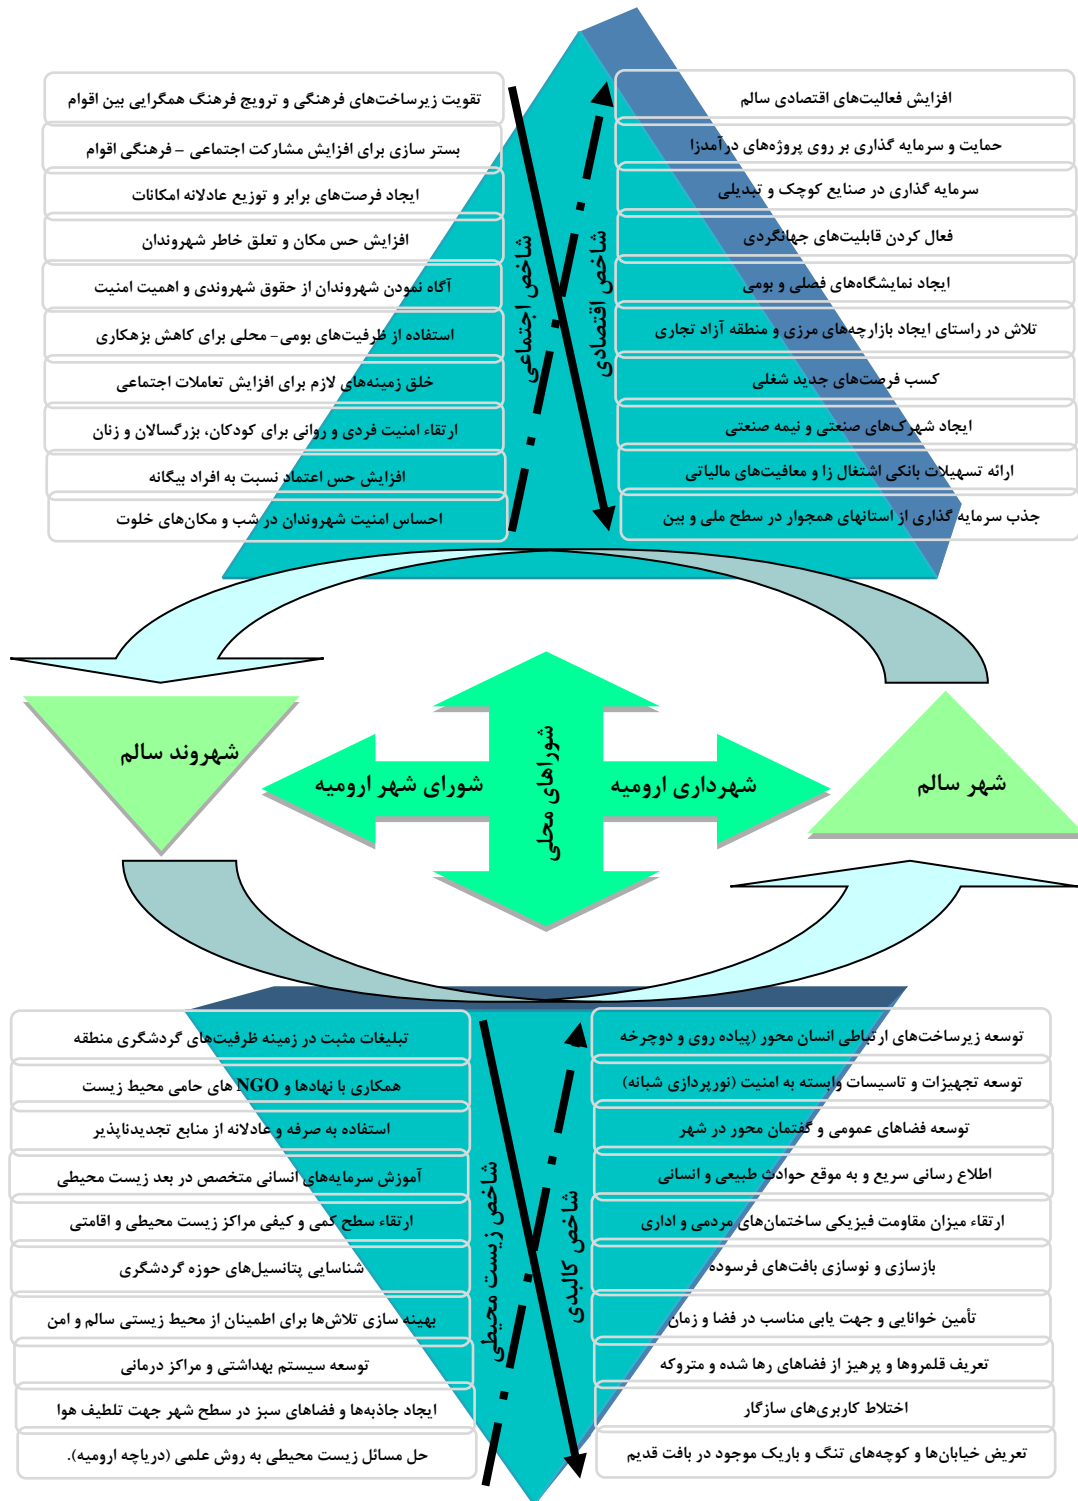 افزایش فعالیت‌های اقتصادی سالم
حمایت و سرمایه گذاری بر روی پروژه‌های درآمدزا
سرمایه گذاری در صنایع کوچک و تبدیلی
فعال کردن قابلیت‌های جهانگردی
ایجاد نمایشگاه‌های فصلی و بومی
تلاش در راستای ایجاد بازارچه‌های مرزی و منطقه آزاد تجاری
کسب فرصت‌های جدید شغلی
ایجاد شهرک‌های صنعتی و نیمه صنعتی
ارائه تسهیلات بانکی اشتغال زا و معافیت‌های مالیاتی
جذب سرمایه گذاری از استانهای همجوار در سطح ملی و بین
شاخص اقتصادی
شاخص اجتماعی
تقویت زیرساخت‌های فرهنگی و ترویج فرهنگ همگرایی بین اقوام
بستر سازی برای افزایش مشارکت اجتماعی – فرهنگی اقوام
ایجاد فرصت‌های برابر و توزیع عادلانه امکانات
افزایش حس مکان و تعلق خاطر شهروندان
آگاه نمودن شهروندان از حقوق شهروندی و اهمیت امنیت
استفاده از ظرفیت‌های بومی- محلی برای کاهش بزهکاری
خلق زمینه‌های لازم برای افزایش تعاملات اجتماعی
ارتقاء امنیت فردی و روانی برای کودکان، بزرگسالان و زنان
افزایش حس اعتماد نسبت به افراد بیگانه
احساس امنیت شهروندان در شب و مکان‌های خلوت
شهر سالم
شهرداری ارومیه
شوراهای محلی
شورای شهر ارومیه
شهروند سالم
توسعه زیرساخت‌های ارتباطی انسان محور (پیاده روی و دوچرخه
توسعه تجهیزات و تاسیسات وابسته به امنیت (نورپردازی شبانه)
توسعه فضاهای عمومی و گفتمان محور در شهر
اطلاع رسانی سریع و به موقع حوادث طبیعی و انسانی
ارتقاء میزان مقاومت فیزیکی ساختمان‌های مردمی و اداری
بازسازی و نوسازی بافت‌های فرسوده
تأمین خوانایی و جهت یابی مناسب در فضا و زمان
تعریف قلمروها و پرهیز از فضاهای رها شده و متروکه
اختلاط کاربری‌های سازگار
تعریض خیابان‌ها و کوچه‌های تنگ و باریک موجود در بافت قدیم
شاخص کالبدی
شاخص زیست محیطی
تبلیغات مثبت در زمینه ظرفیت‌های گردشگری منطقه
همکاری با نهادها و NGO های حامی محیط زیست
استفاده به صرفه و عادلانه از منابع تجدیدناپذیر
آموزش سرمایه‌های انسانی متخصص در بعد زیست محیطی
ارتقاء سطح کمی و کیفی مراکز زیست محیطی و اقامتی
شناسایی پتانسیل‌های حوزه گردشگری
بهینه سازی تلاش‌ها برای اطمینان از محیط زیستی سالم و امن
توسعه سیستم بهداشتی و مراکز درمانی
ایجاد جاذبه‌ها و فضاهای سبز در سطح شهر جهت تلطیف هوا
حل مسائل زیست محیطی به روش علمی (دریاچه ارومیه).